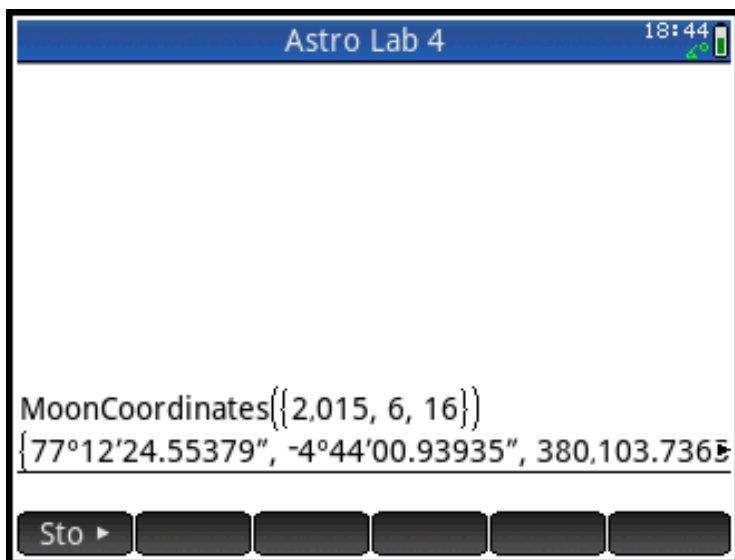 Astro Lab 4 18:44
∡°
MoonCoordinates({2,015, 6, 16})
{77°12′24.55379″, -4°44′00.93935″, 380,103.736
Sto ►